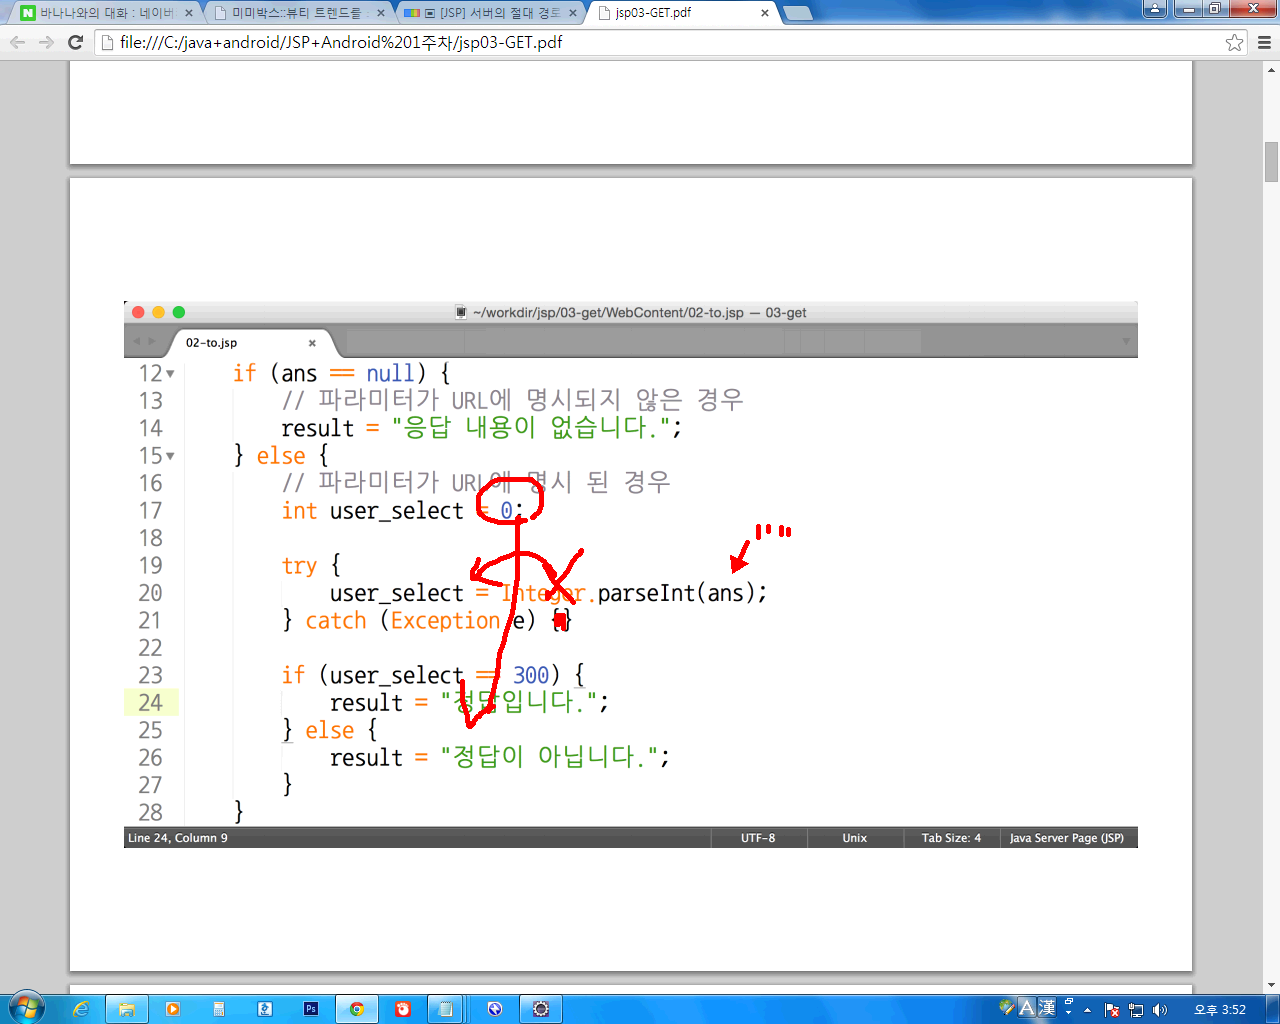 바나나와의 대화 : 네이버
미미박스::뷰티 트렌드를
[JSP] 서버의 절대 경로
jsp03-GET.pdf
file:///C:/java+android/JSP+Android%201주차/jsp03-GET.pdf
~/workdir/jsp/03-get/WebContent/02-to.jsp — 03-get
02-to.jsp
12 if (ans == null) {
13 // 파라미터가 URL에 명시되지 않은 경우
14 result = "응답 내용이 없습니다.";
15 } else {
16 // 파라미터가 URL에 명시 된 경우
17 int user_select = 0;
18
19 try {
20 user_select = Integer.parseInt(ans);
21 } catch (Exception e) {}
22
23 if (user_select == 300) {
24 result = "정답입니다.";
25 } else {
26 result = "정답이 아닙니다.";
27 }
28 }
Line 24, Column 9
UTF-8
Unix
Tab Size: 4
Java Server Page (JSP)
Ps
A 漢
오후 3:52